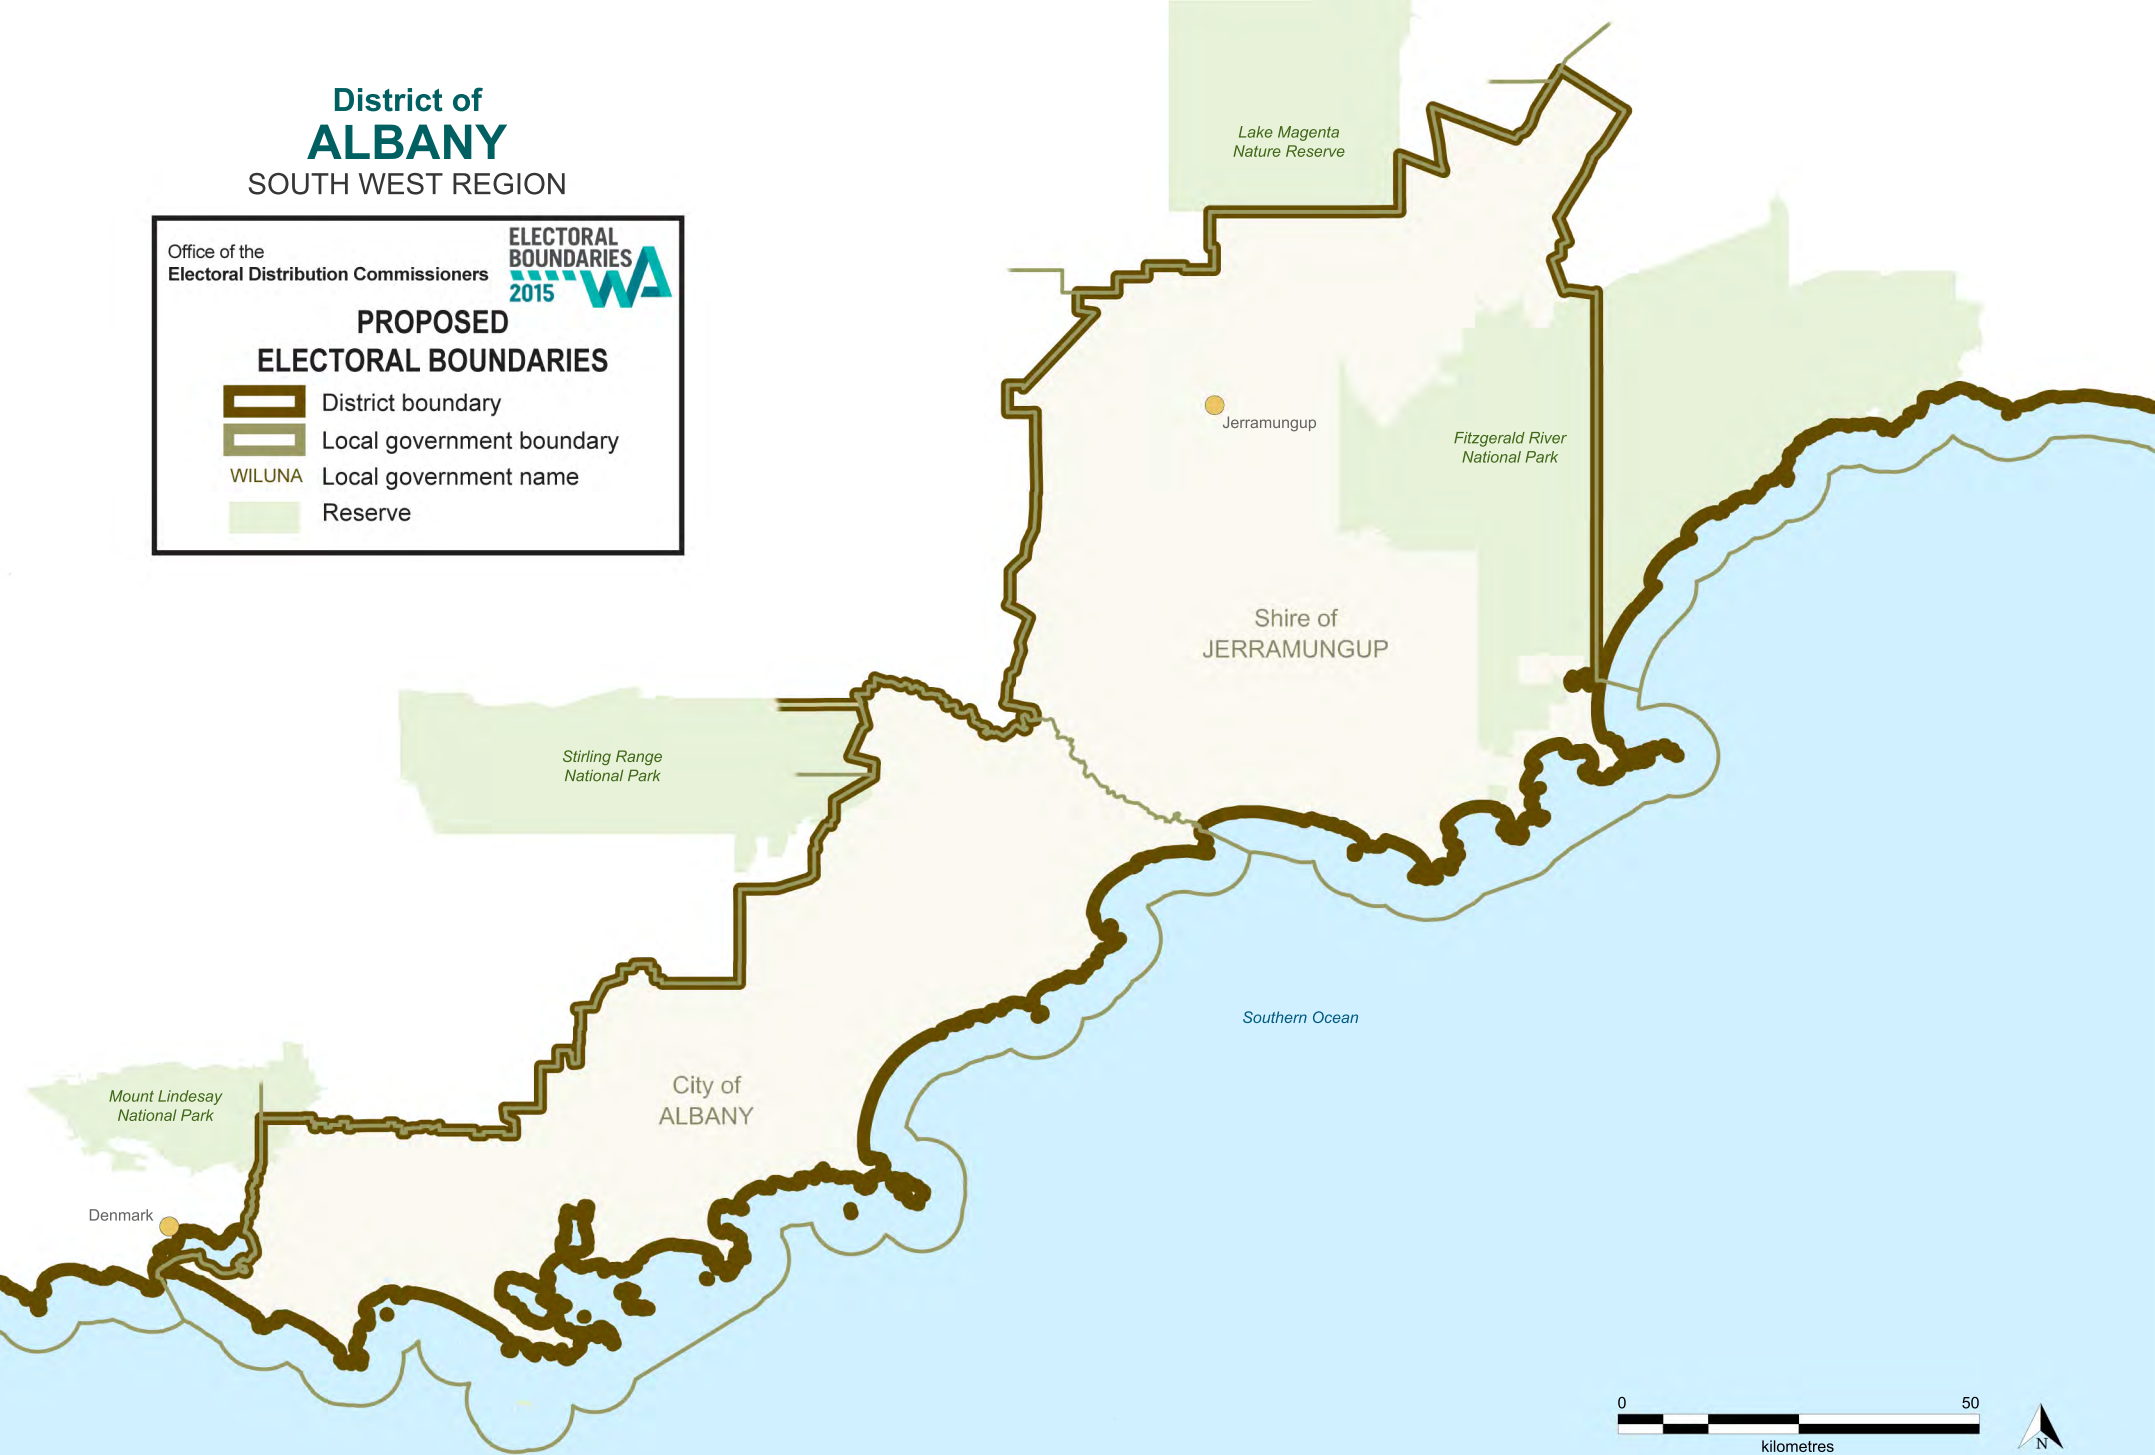 District of
ALBANY
SOUTH WEST REGION
Office of the
Electoral Distribution Commissioners
ELECTORAL
BOUNDARIES
2015 WA
PROPOSED
ELECTORAL BOUNDARIES
District boundary
Local government boundary
WILUNA Local government name
Reserve
Lake Magenta
Nature Reserve
Jerramungup
Fitzgerald River
National Park
Shire of
JERRAMUNGUP
Stirling Range
National Park
Southern Ocean
City of
ALBANY
Mount Lindesay
National Park
Denmark
0 50
kilometres
N